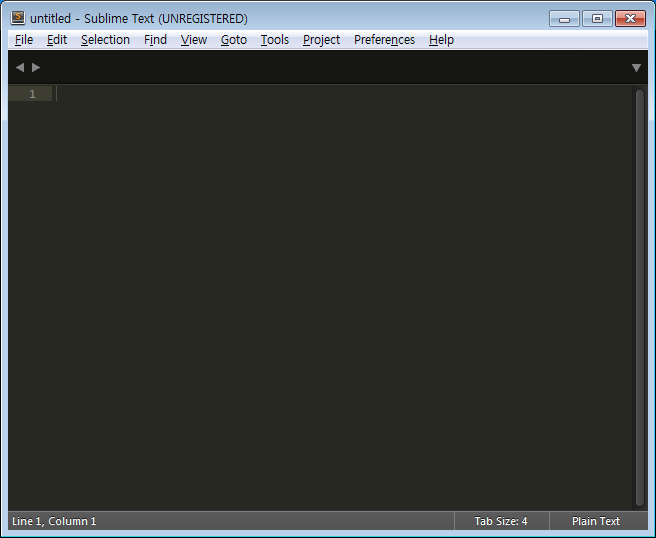 untitled - Sublime Text (UNREGISTERED)
File Edit Selection Find View Goto Tools Project Preferences Help
1
Line 1, Column 1 Tab Size: 4 Plain Text